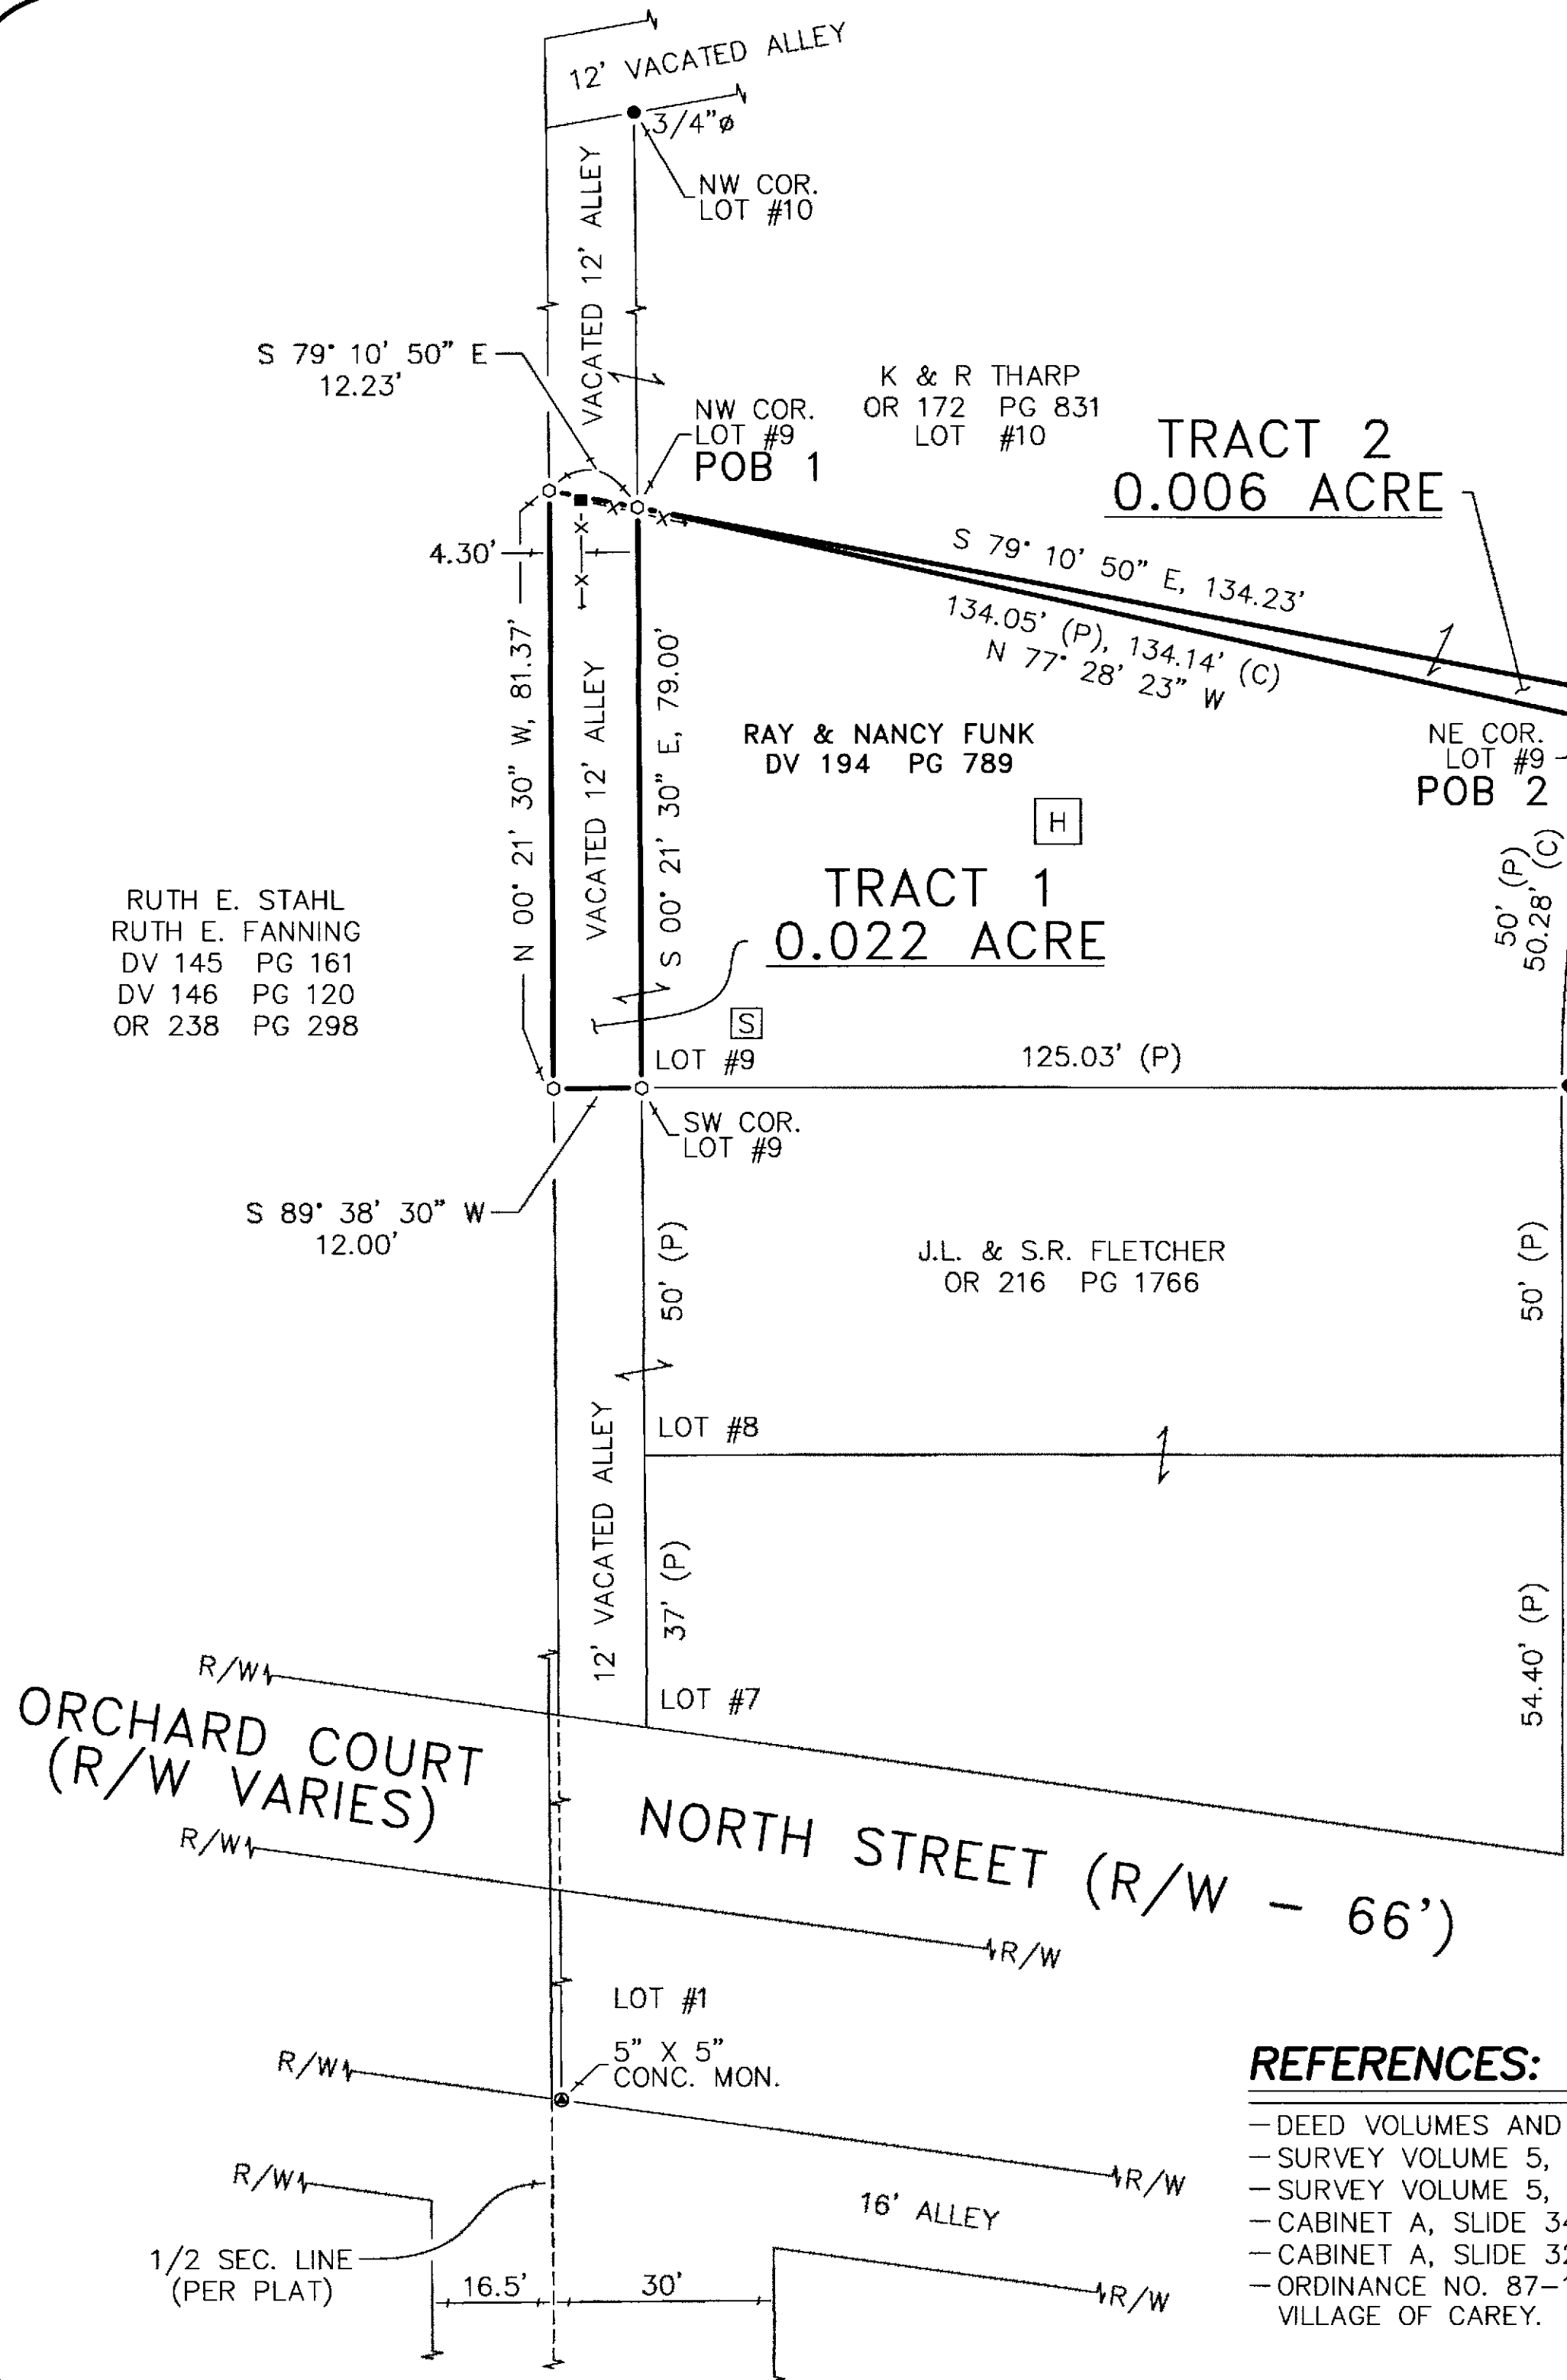 12' VACATED ALLEY
3/4"ø
NW COR.
LOT #10
VACATED 12' ALLEY
S 79° 10' 50" E
12.23'
K & R THARP
OR 172 PG 831
LOT #10
NW COR.
LOT #9
POB 1
TRACT 2
0.006 ACRE
4.30'
S 79° 10' 50" E, 134.23'
134.05' (P), 134.14' (C)
N 77° 28' 23" W
N 00° 21' 30" W, 81.37'
VACATED 12' ALLEY
S 00° 21' 30" E, 79.00'
RAY & NANCY FUNK
DV 194 PG 789
NE COR.
LOT #9
POB 2
H
50' (P)
50.28' (C)
TRACT 1
0.022 ACRE
RUTH E. STAHL
RUTH E. FANNING
DV 145 PG 161
DV 146 PG 120
OR 238 PG 298
S
LOT #9
125.03' (P)
SW COR.
LOT #9
S 89° 38' 30" W
12.00'
50' (P)
J.L. & S.R. FLETCHER
OR 216 PG 1766
50' (P)
LOT #8
12' VACATED ALLEY
37' (P)
54.40' (P)
LOT #7
R/W
ORCHARD COURT
(R/W VARIES)
R/W
NORTH STREET (R/W - 66')
R/W
LOT #1
5" X 5"
CONC. MON.
R/W
R/W
R/W
16' ALLEY
1/2 SEC. LINE
(PER PLAT)
16.5'
30'
R/W
REFERENCES:
- DEED VOLUMES AND
- SURVEY VOLUME 5,
- SURVEY VOLUME 5,
- CABINET A, SLIDE 34
- CABINET A, SLIDE 32
- ORDINANCE NO. 87-1
VILLAGE OF CAREY.